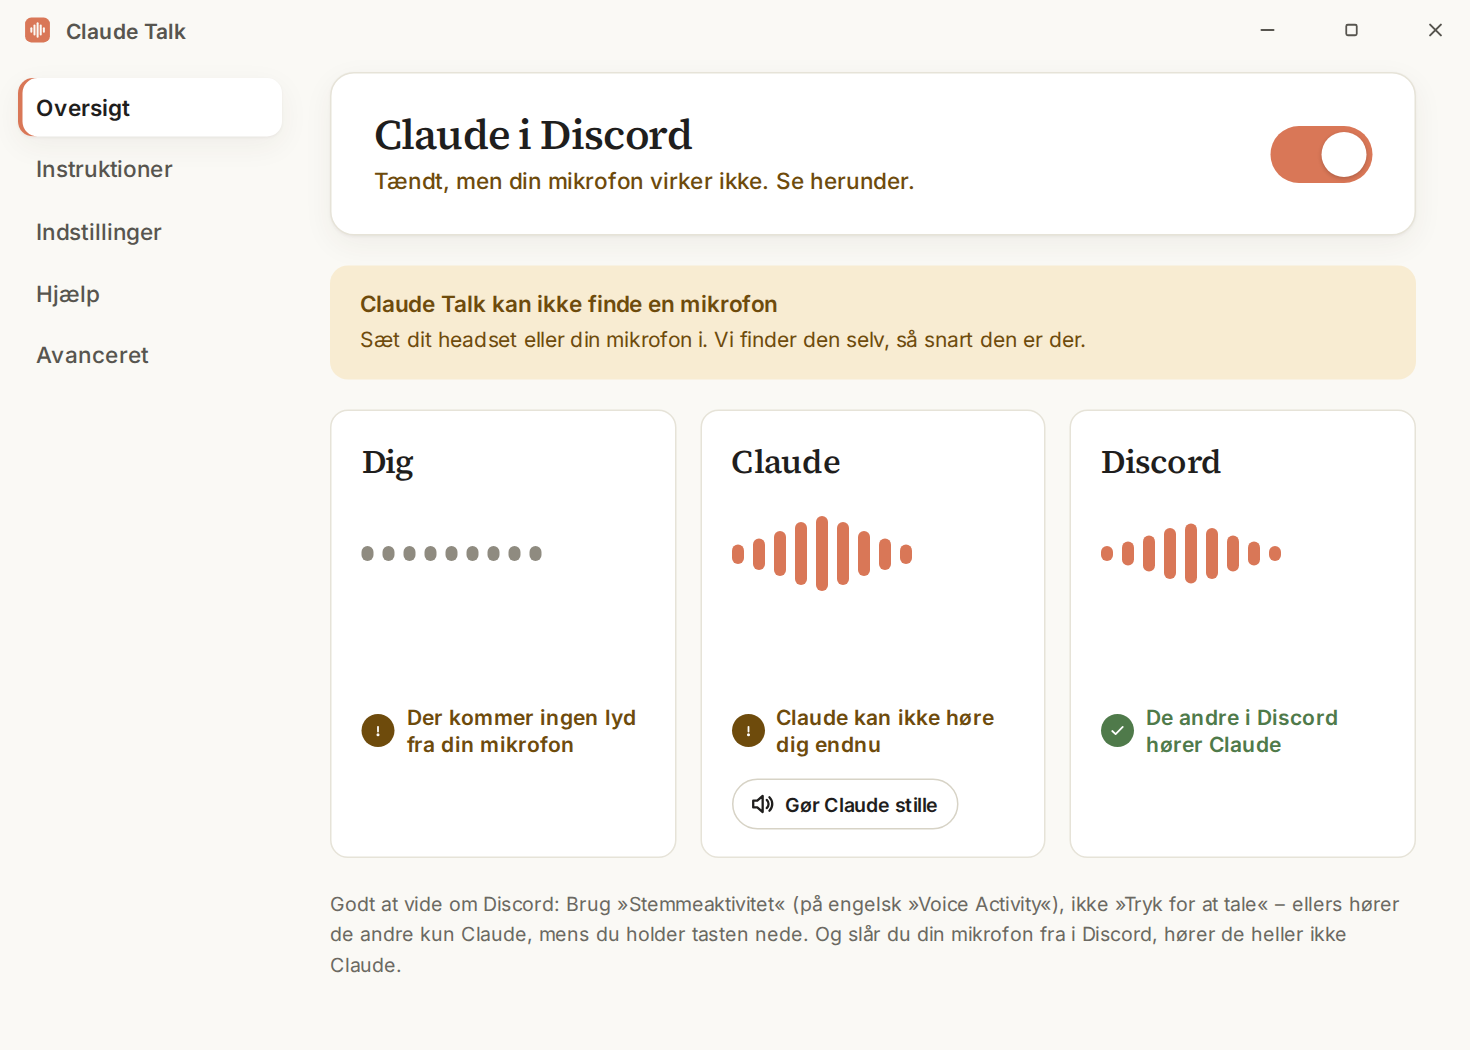 Claude Talk
Oversigt
Instruktioner
Indstillinger
Hjælp
Avanceret
Claude i Discord
Tændt, men din mikrofon virker ikke. Se herunder.
Claude Talk kan ikke finde en mikrofon
Sæt dit headset eller din mikrofon i. Vi finder den selv, så snart den er der.
Dig
Der kommer ingen lyd
fra din mikrofon
Claude
Claude kan ikke høre
dig endnu
Gør Claude stille
Discord
De andre i Discord
hører Claude
Godt at vide om Discord: Brug »Stemmeaktivitet« (på engelsk »Voice Activity«), ikke »Tryk for at tale« – ellers hører
de andre kun Claude, mens du holder tasten nede. Og slår du din mikrofon fra i Discord, hører de heller ikke
Claude.